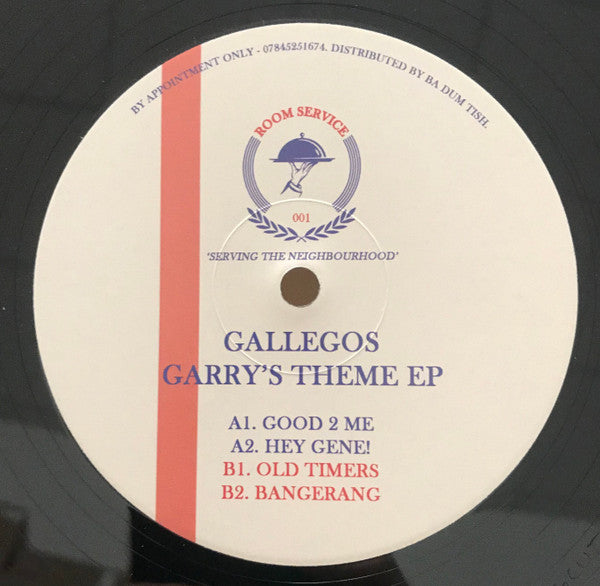 BY APPOINTMENT ONLY - 07845251674. DISTRIBUTED BY BA DUM TISH.
ROOM SERVICE
001
'SERVING THE NEIGHBOURHOOD'
GALLEGOS
GARRY'S THEME EP
A1. GOOD 2 ME
A2. HEY GENE!
B1. OLD TIMERS
B2. BANGERANG